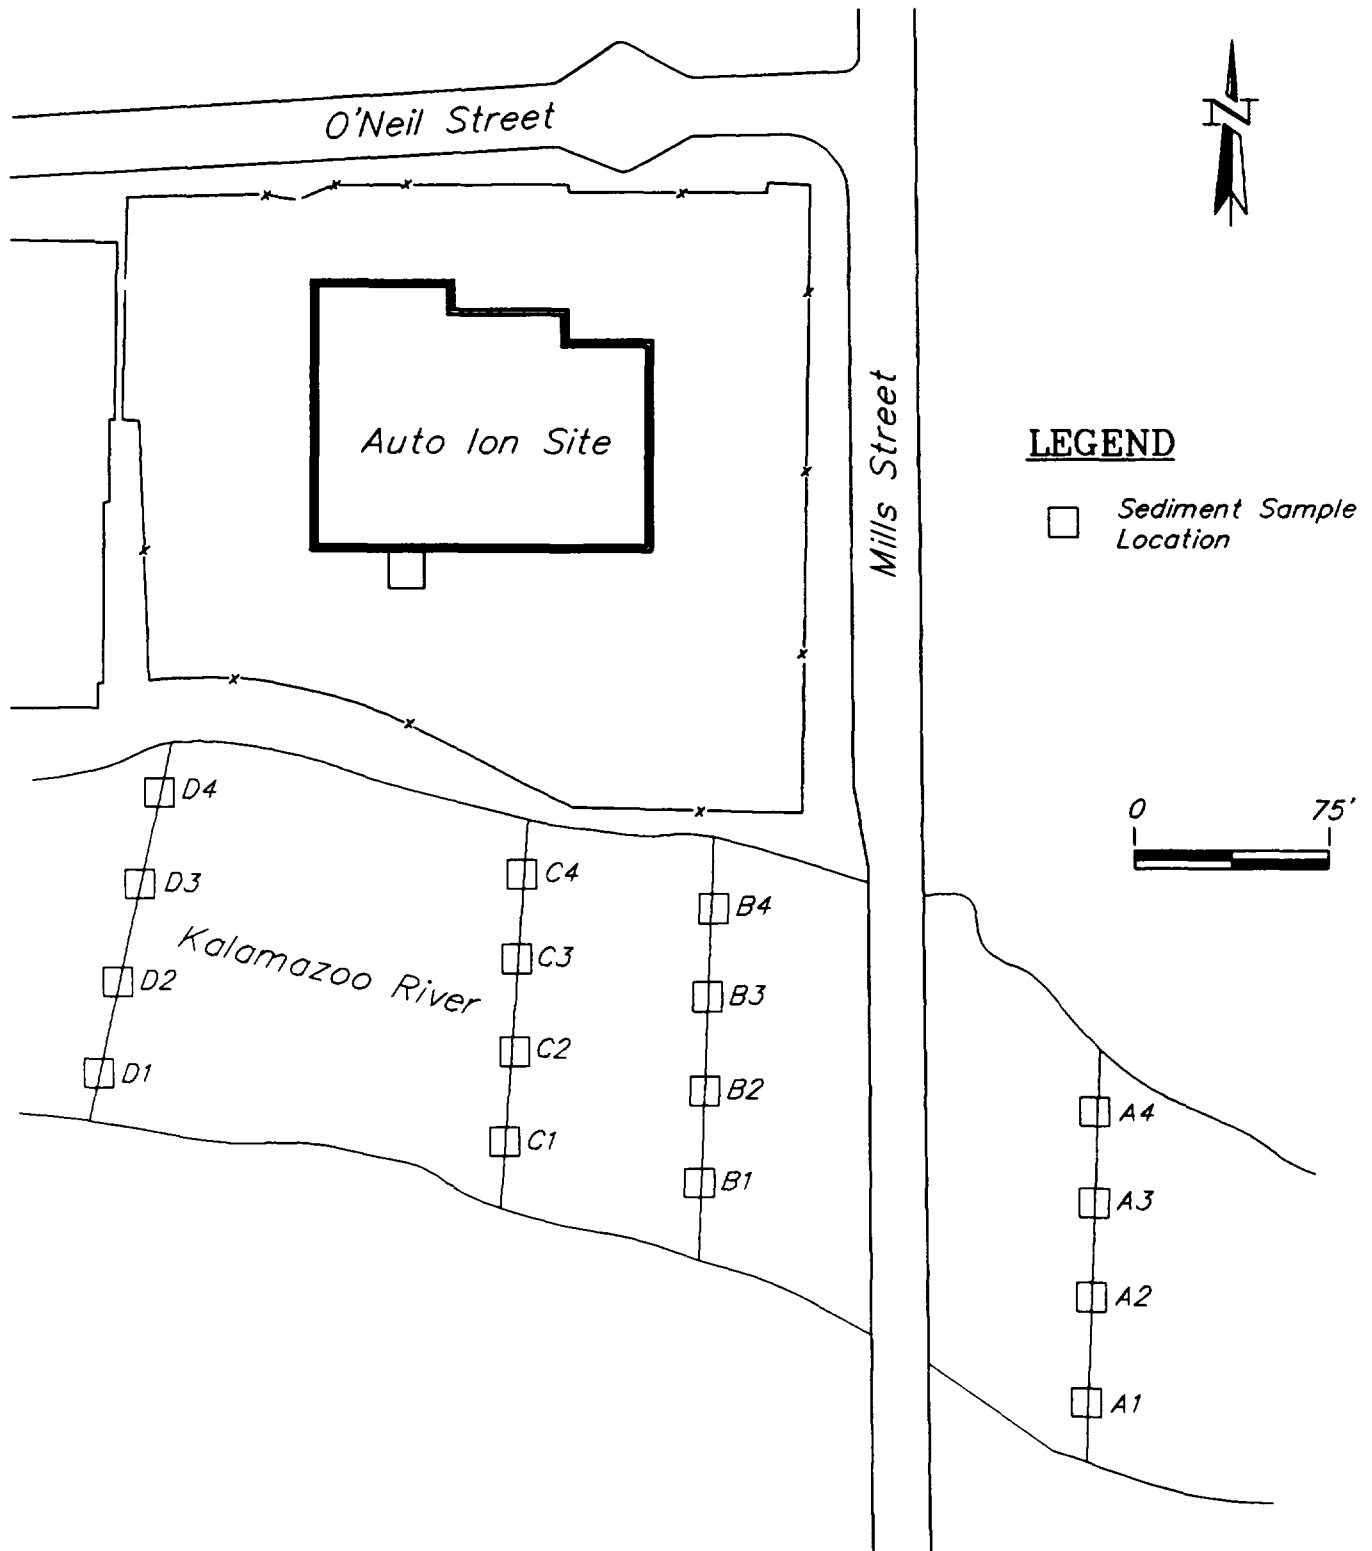 O'Neil Street
N
Auto Ion Site
Mills Street
LEGEND
Sediment Sample
Location
0 75'
D4
D3
D2
D1
Kalamazoo River
C4
C3
C2
C1
B4
B3
B2
B1
A4
A3
A2
A1